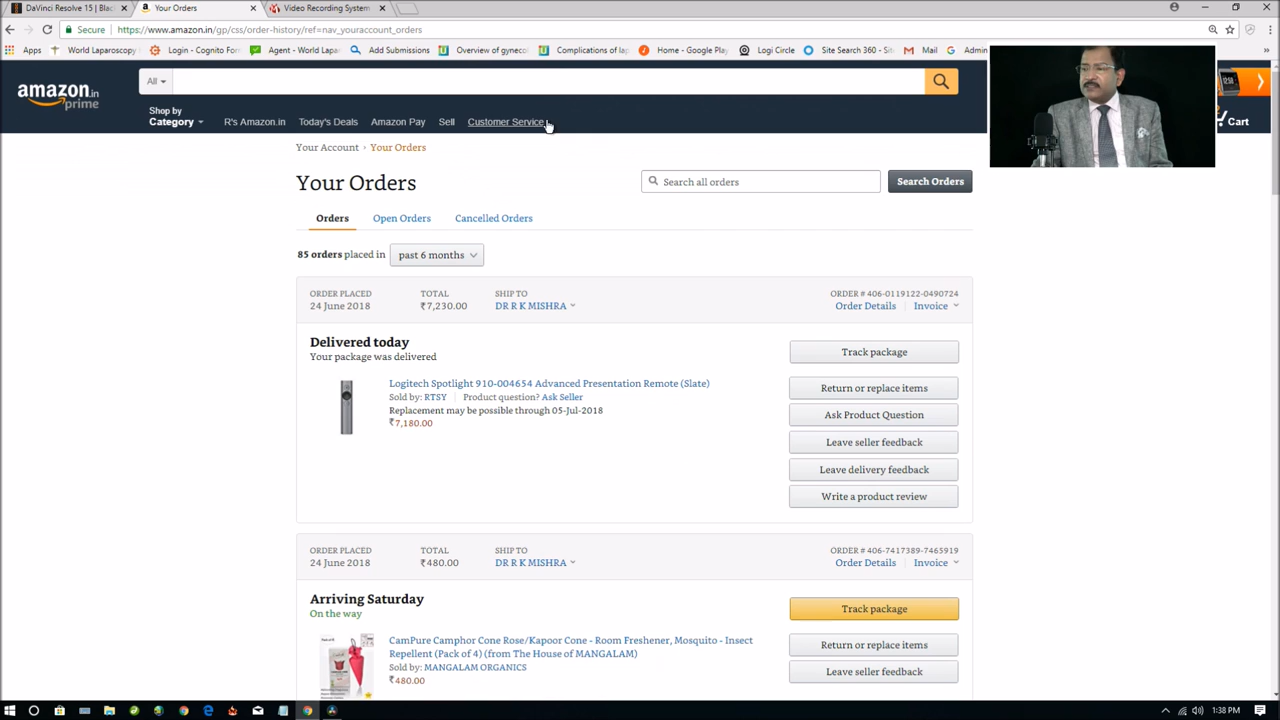 DaVinci Resolve 15 | Blac
Your Orders
Video Recording System
Secure
https://www.amazon.in/gp/css/order-history/ref=nav_youraccount_orders
Apps
World Laparoscopy
Login - Cognito Fo
Agent - World Lapar
Add Submissions
Overview of gynecol
Complications of lap
Home - Google Play
Logi Circle
Site Search 360 - Sit
Mail
Admin
amazon.in
prime
All
Shop by
Category
R's Amazon.in
Today's Deals
Amazon Pay
Sell
Customer Service
Cart
Your Account › Your Orders
Your Orders
Search all orders
Search Orders
Orders
Open Orders
Cancelled Orders
85 orders placed in
past 6 months
ORDER PLACED
24 June 2018
TOTAL
₹7,230.00
SHIP TO
DR R K MISHRA
ORDER # 406-0119122-0490724
Order Details
Invoice
Delivered today
Your package was delivered
Logitech Spotlight 910-004654 Advanced Presentation Remote (Slate)
Sold by: RTSY
Product question? Ask Seller
Replacement may be possible through 05-Jul-2018
₹7,180.00
Track package
Return or replace items
Ask Product Question
Leave seller feedback
Leave delivery feedback
Write a product review
ORDER PLACED
24 June 2018
TOTAL
₹480.00
SHIP TO
DR R K MISHRA
ORDER # 406-7417389-7465919
Order Details
Invoice
Arriving Saturday
On the way
CamPure Camphor Cone Rose/Kapoor Cone - Room Freshener, Mosquito - Insect
Repellent (Pack of 4) (from The House of MANGALAM)
Sold by: MANGALAM ORGANICS
₹480.00
Track package
Return or replace items
Leave seller feedback
1:38 PM